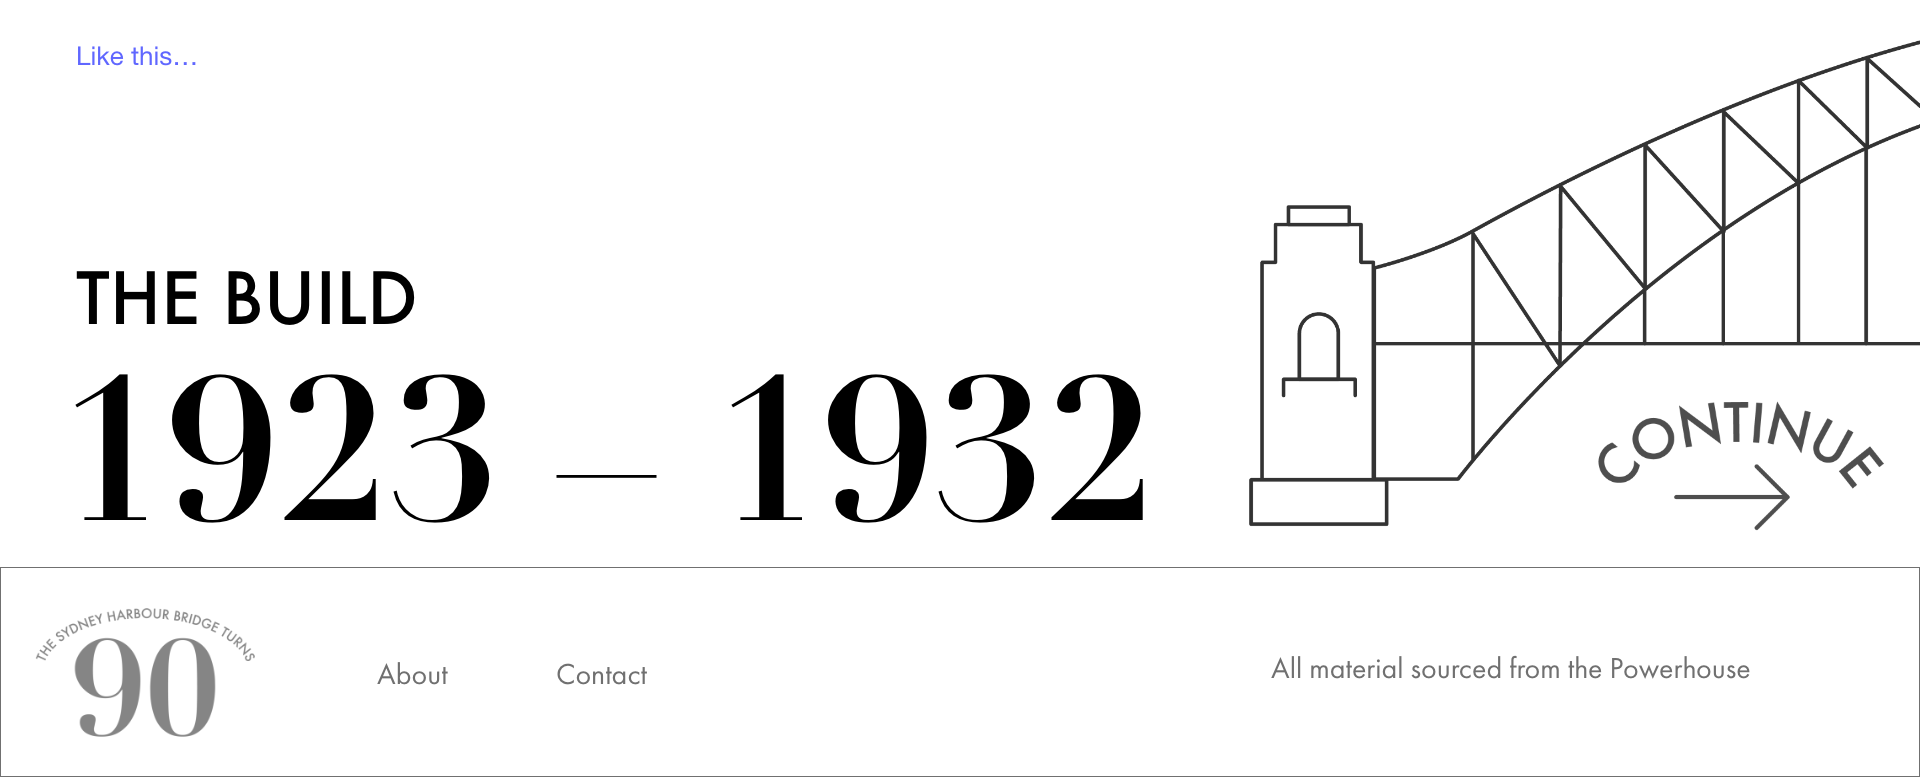 Like this...
THE BUILD
1923 — 1932
CONTINUE
THE SYDNEY HARBOUR BRIDGE TURNS
90
About
Contact
All material sourced from the Powerhouse